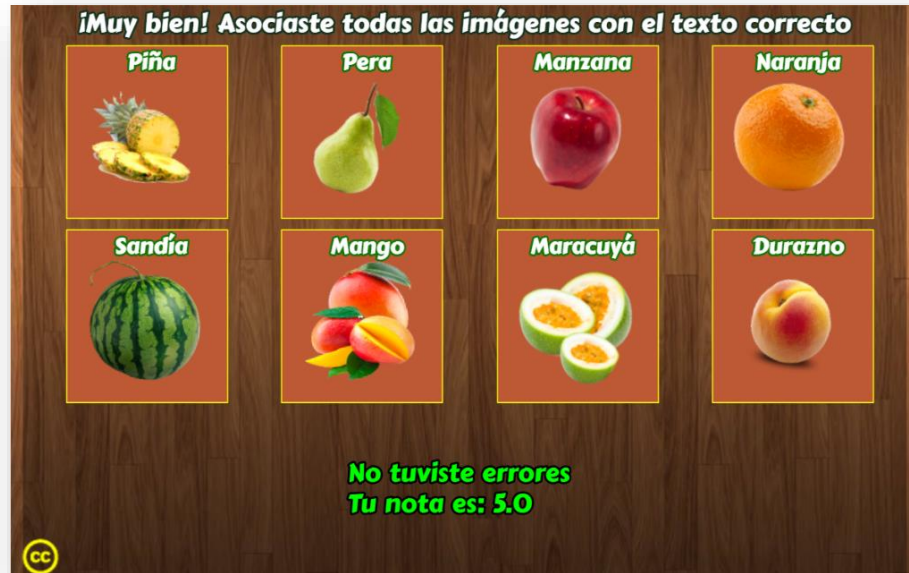 ¡Muy bien! Asociaste todas las imágenes con el texto correcto
Piña
Pera
Manzana
Naranja
Sandía
Mango
Maracuyá
Durazno
No tuviste errores
Tu nota es: 5.0
cc